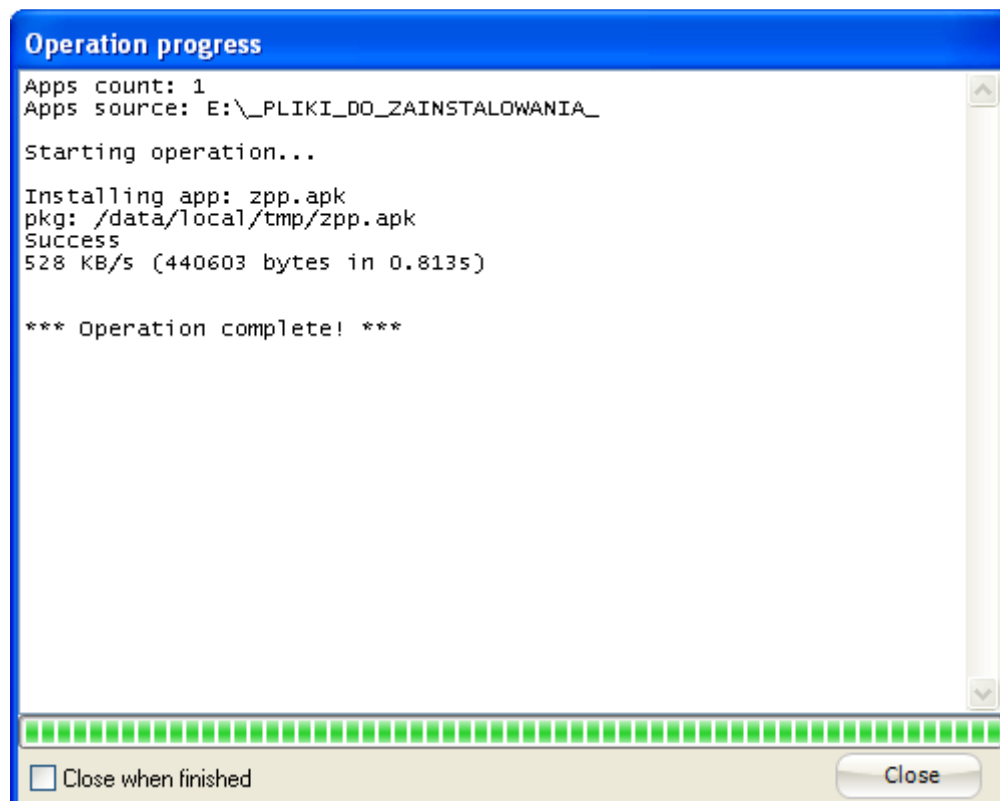 Operation progress
Apps count: 1
Apps source: E:\_PLIKI_DO_ZAINSTALOWANIA_
Starting operation...
Installing app: zpp.apk
pkg: /data/local/tmp/zpp.apk
Success
528 KB/s (440603 bytes in 0.813s)
*** Operation complete! ***
Close when finished
Close